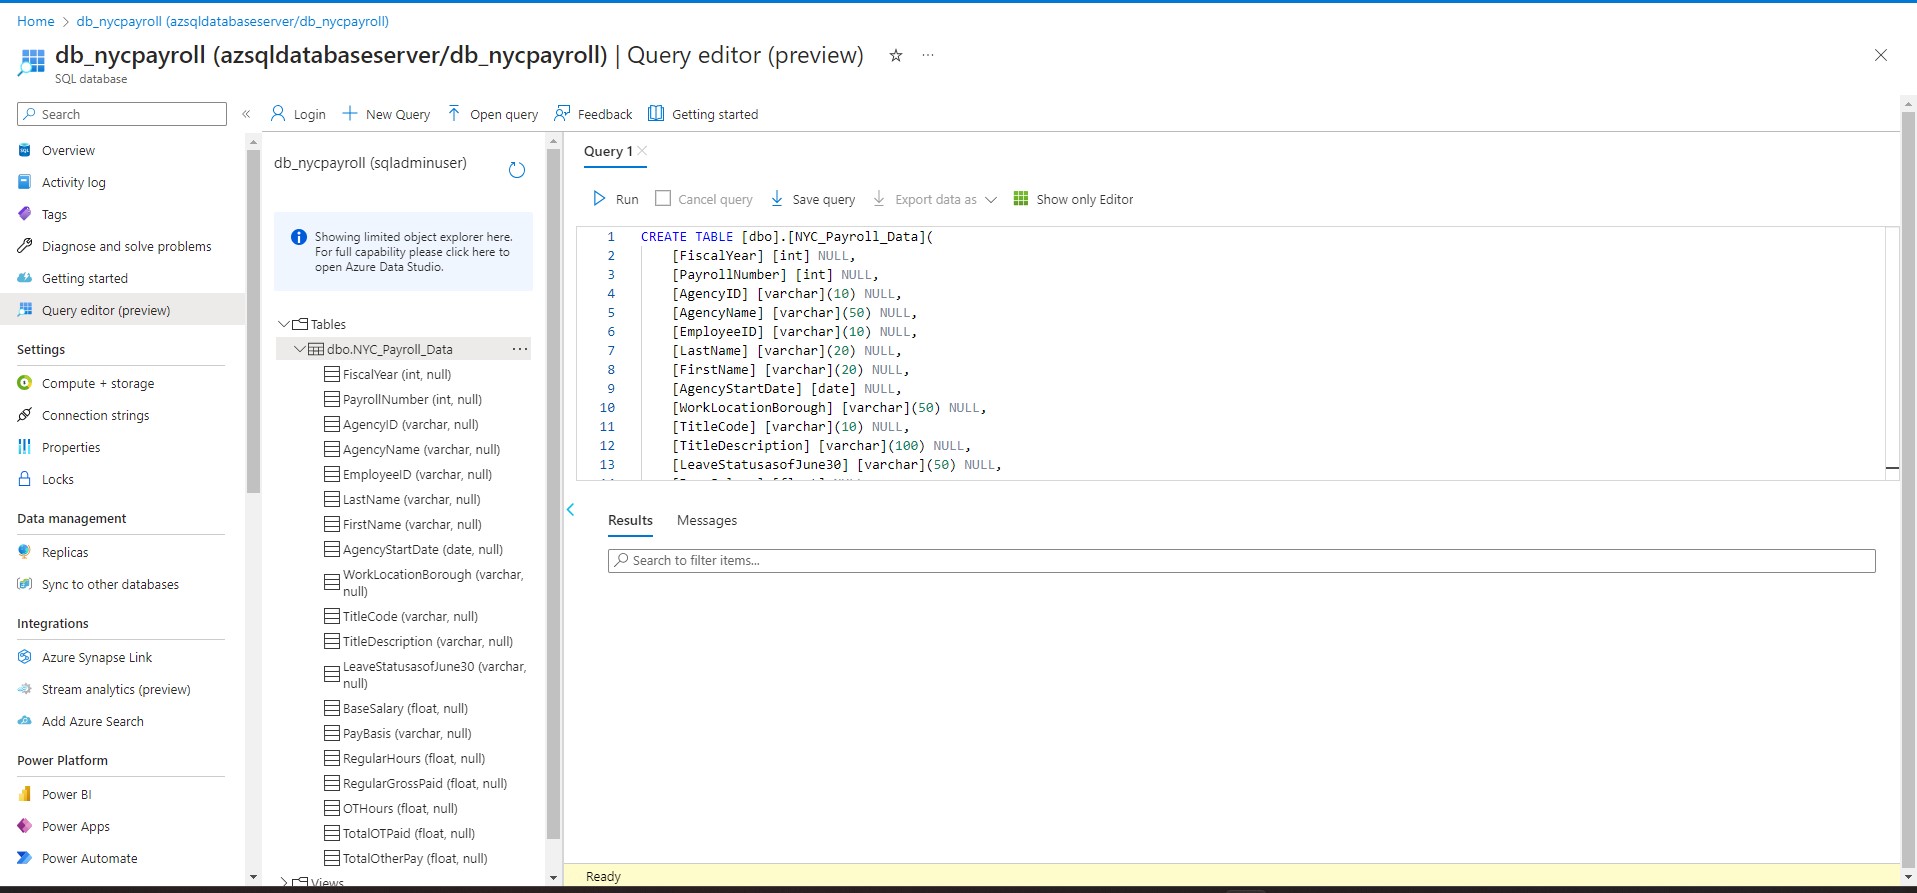 Home > db_nycpayroll (azsqldatabaseserver/db_nycpayroll)
db_nycpayroll (azsqldatabaseserver/db_nycpayroll) | Query editor (preview) ☆ ...
SQL database
Search
«
Overview
Activity log
Tags
Diagnose and solve problems
Getting started
Query editor (preview)
Settings
Compute + storage
Connection strings
Properties
Locks
Data management
Replicas
Sync to other databases
Integrations
Azure Synapse Link
Stream analytics (preview)
Add Azure Search
Power Platform
Power BI
Power Apps
Power Automate
Login New Query Open query Feedback Getting started
db_nycpayroll (sqladminuser)
Showing limited object explorer here.
For full capability please click here to
open Azure Data Studio.
Tables
dbo.NYC_Payroll_Data ...
FiscalYear (int, null)
PayrollNumber (int, null)
AgencyID (varchar, null)
AgencyName (varchar, null)
EmployeeID (varchar, null)
LastName (varchar, null)
FirstName (varchar, null)
AgencyStartDate (date, null)
WorkLocationBorough (varchar,
null)
TitleCode (varchar, null)
TitleDescription (varchar, null)
LeaveStatusasofJune30 (varchar,
null)
BaseSalary (float, null)
PayBasis (varchar, null)
RegularHours (float, null)
RegularGrossPaid (float, null)
OTHours (float, null)
TotalOTPaid (float, null)
TotalOtherPay (float, null)
Views
Query 1
Run Cancel query Save query Export data as Show only Editor
1 CREATE TABLE [dbo].[NYC_Payroll_Data](
2 [FiscalYear] [int] NULL,
3 [PayrollNumber] [int] NULL,
4 [AgencyID] [varchar](10) NULL,
5 [AgencyName] [varchar](50) NULL,
6 [EmployeeID] [varchar](10) NULL,
7 [LastName] [varchar](20) NULL,
8 [FirstName] [varchar](20) NULL,
9 [AgencyStartDate] [date] NULL,
10 [WorkLocationBorough] [varchar](50) NULL,
11 [TitleCode] [varchar](10) NULL,
12 [TitleDescription] [varchar](100) NULL,
13 [LeaveStatusasofJune30] [varchar](50) NULL,
Results Messages
Search to filter items...
Ready